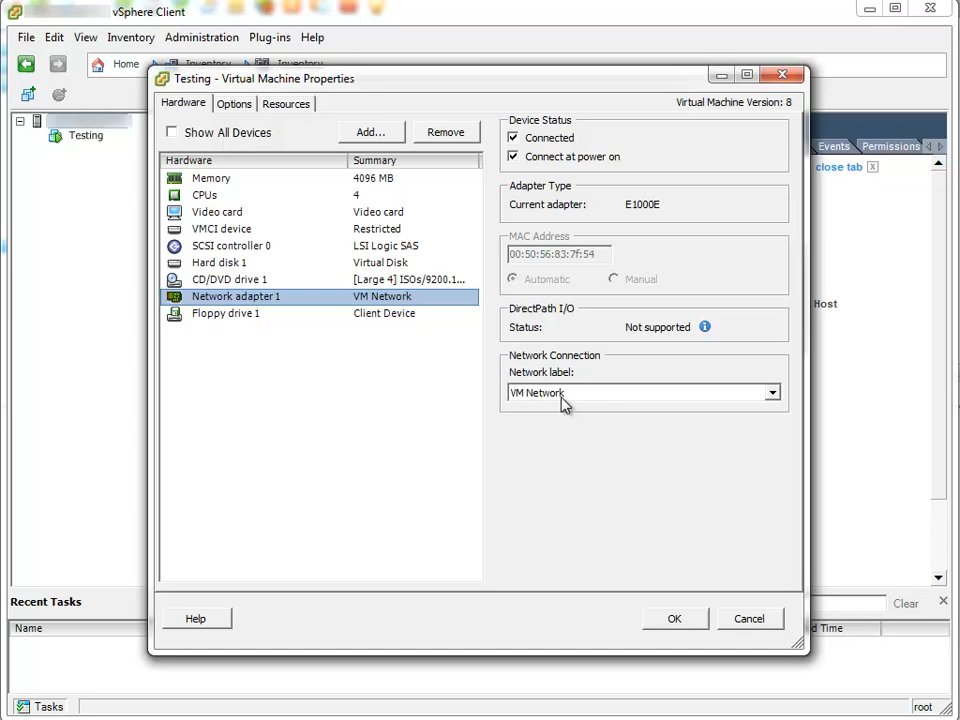 vSphere Client
File Edit View Inventory Administration Plug-ins Help
Home Inventory Inventory
Testing - Virtual Machine Properties
Hardware Options Resources Virtual Machine Version: 8
Testing
Show All Devices Add... Remove
Hardware Summary
Memory 4096 MB
CPUs 4
Video card Video card
VMCI device Restricted
SCSI controller 0 LSI Logic SAS
Hard disk 1 Virtual Disk
CD/DVD drive 1 [Large 4] ISOs/9200.1...
Network adapter 1 VM Network
Floppy drive 1 Client Device
Device Status
Connected
Connect at power on
Adapter Type
Current adapter: E1000E
MAC Address
00:50:56:83:7f:54
Automatic Manual
DirectPath I/O
Status: Not supported
Network Connection
Network label:
VM Network
Events Permissions
close tab X
Host
Help OK Cancel
Recent Tasks Clear
Name d Time
Tasks root